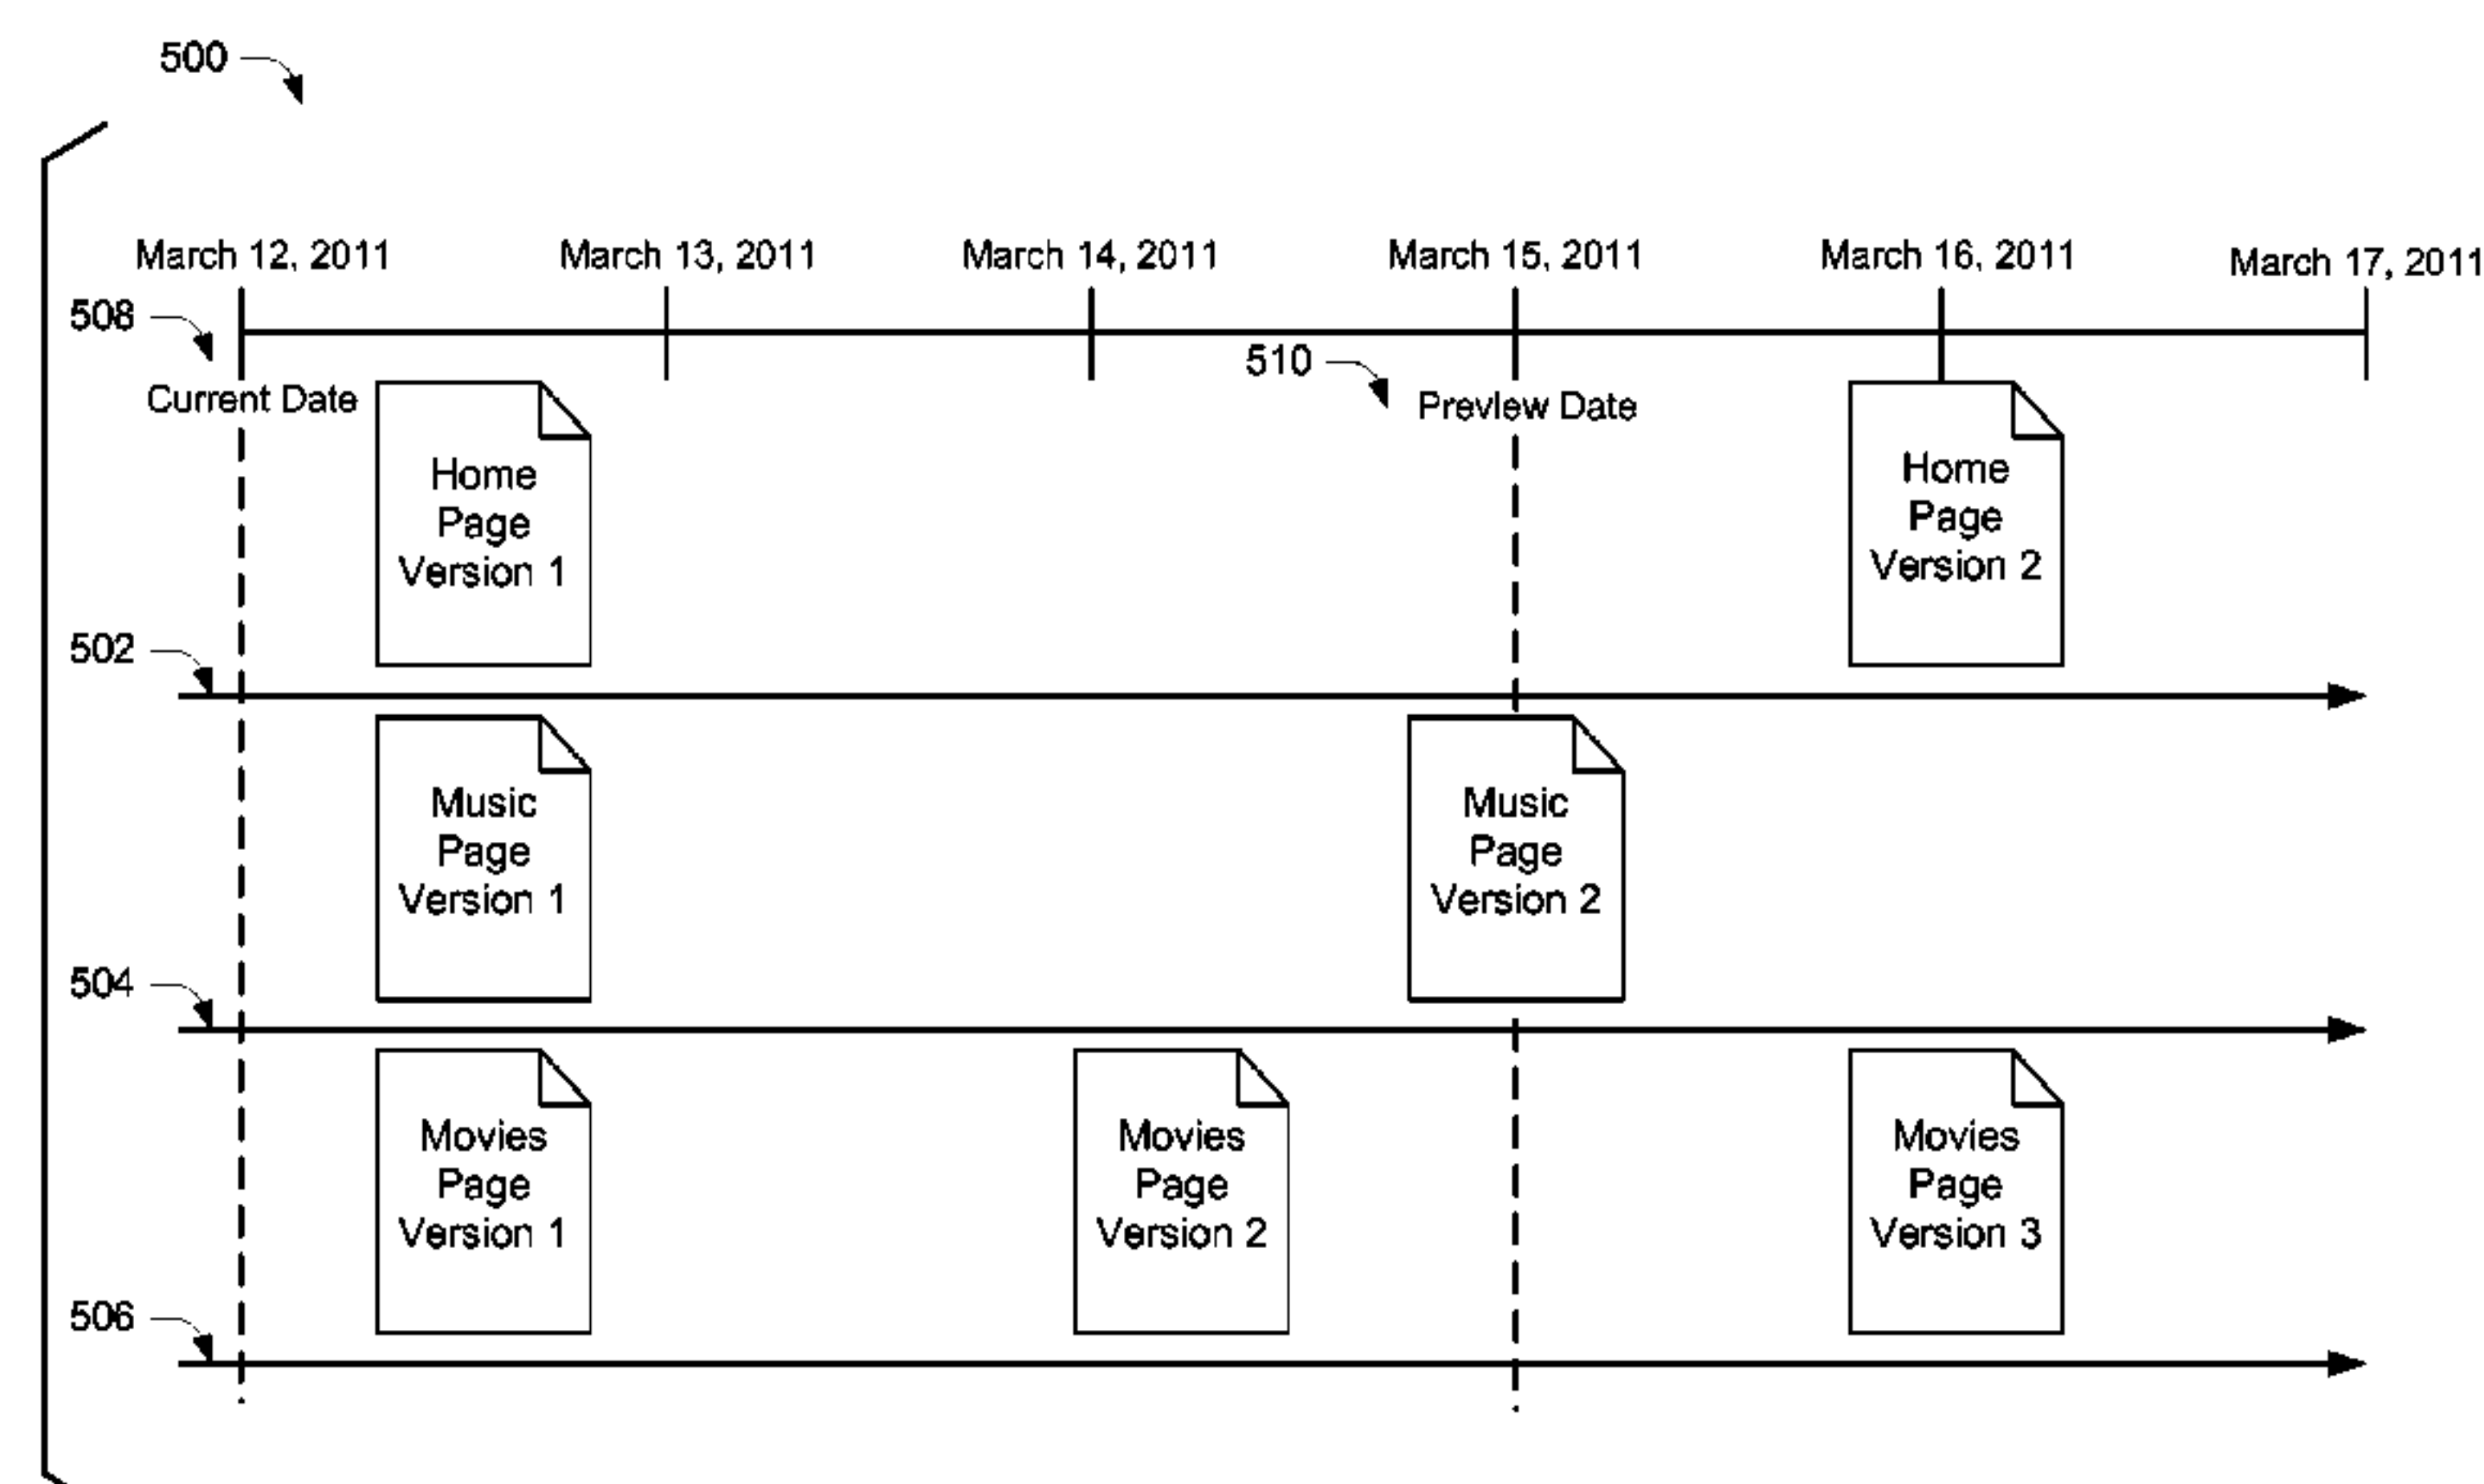 500
March 12, 2011
March 13, 2011
March 14, 2011
March 15, 2011
March 16, 2011
March 17, 2011
508
510
Current Date
Preview Date
Home
Page
Version 1
Home
Page
Version 2
502
Music
Page
Version 1
Music
Page
Version 2
504
Movies
Page
Version 1
Movies
Page
Version 2
Movies
Page
Version 3
506